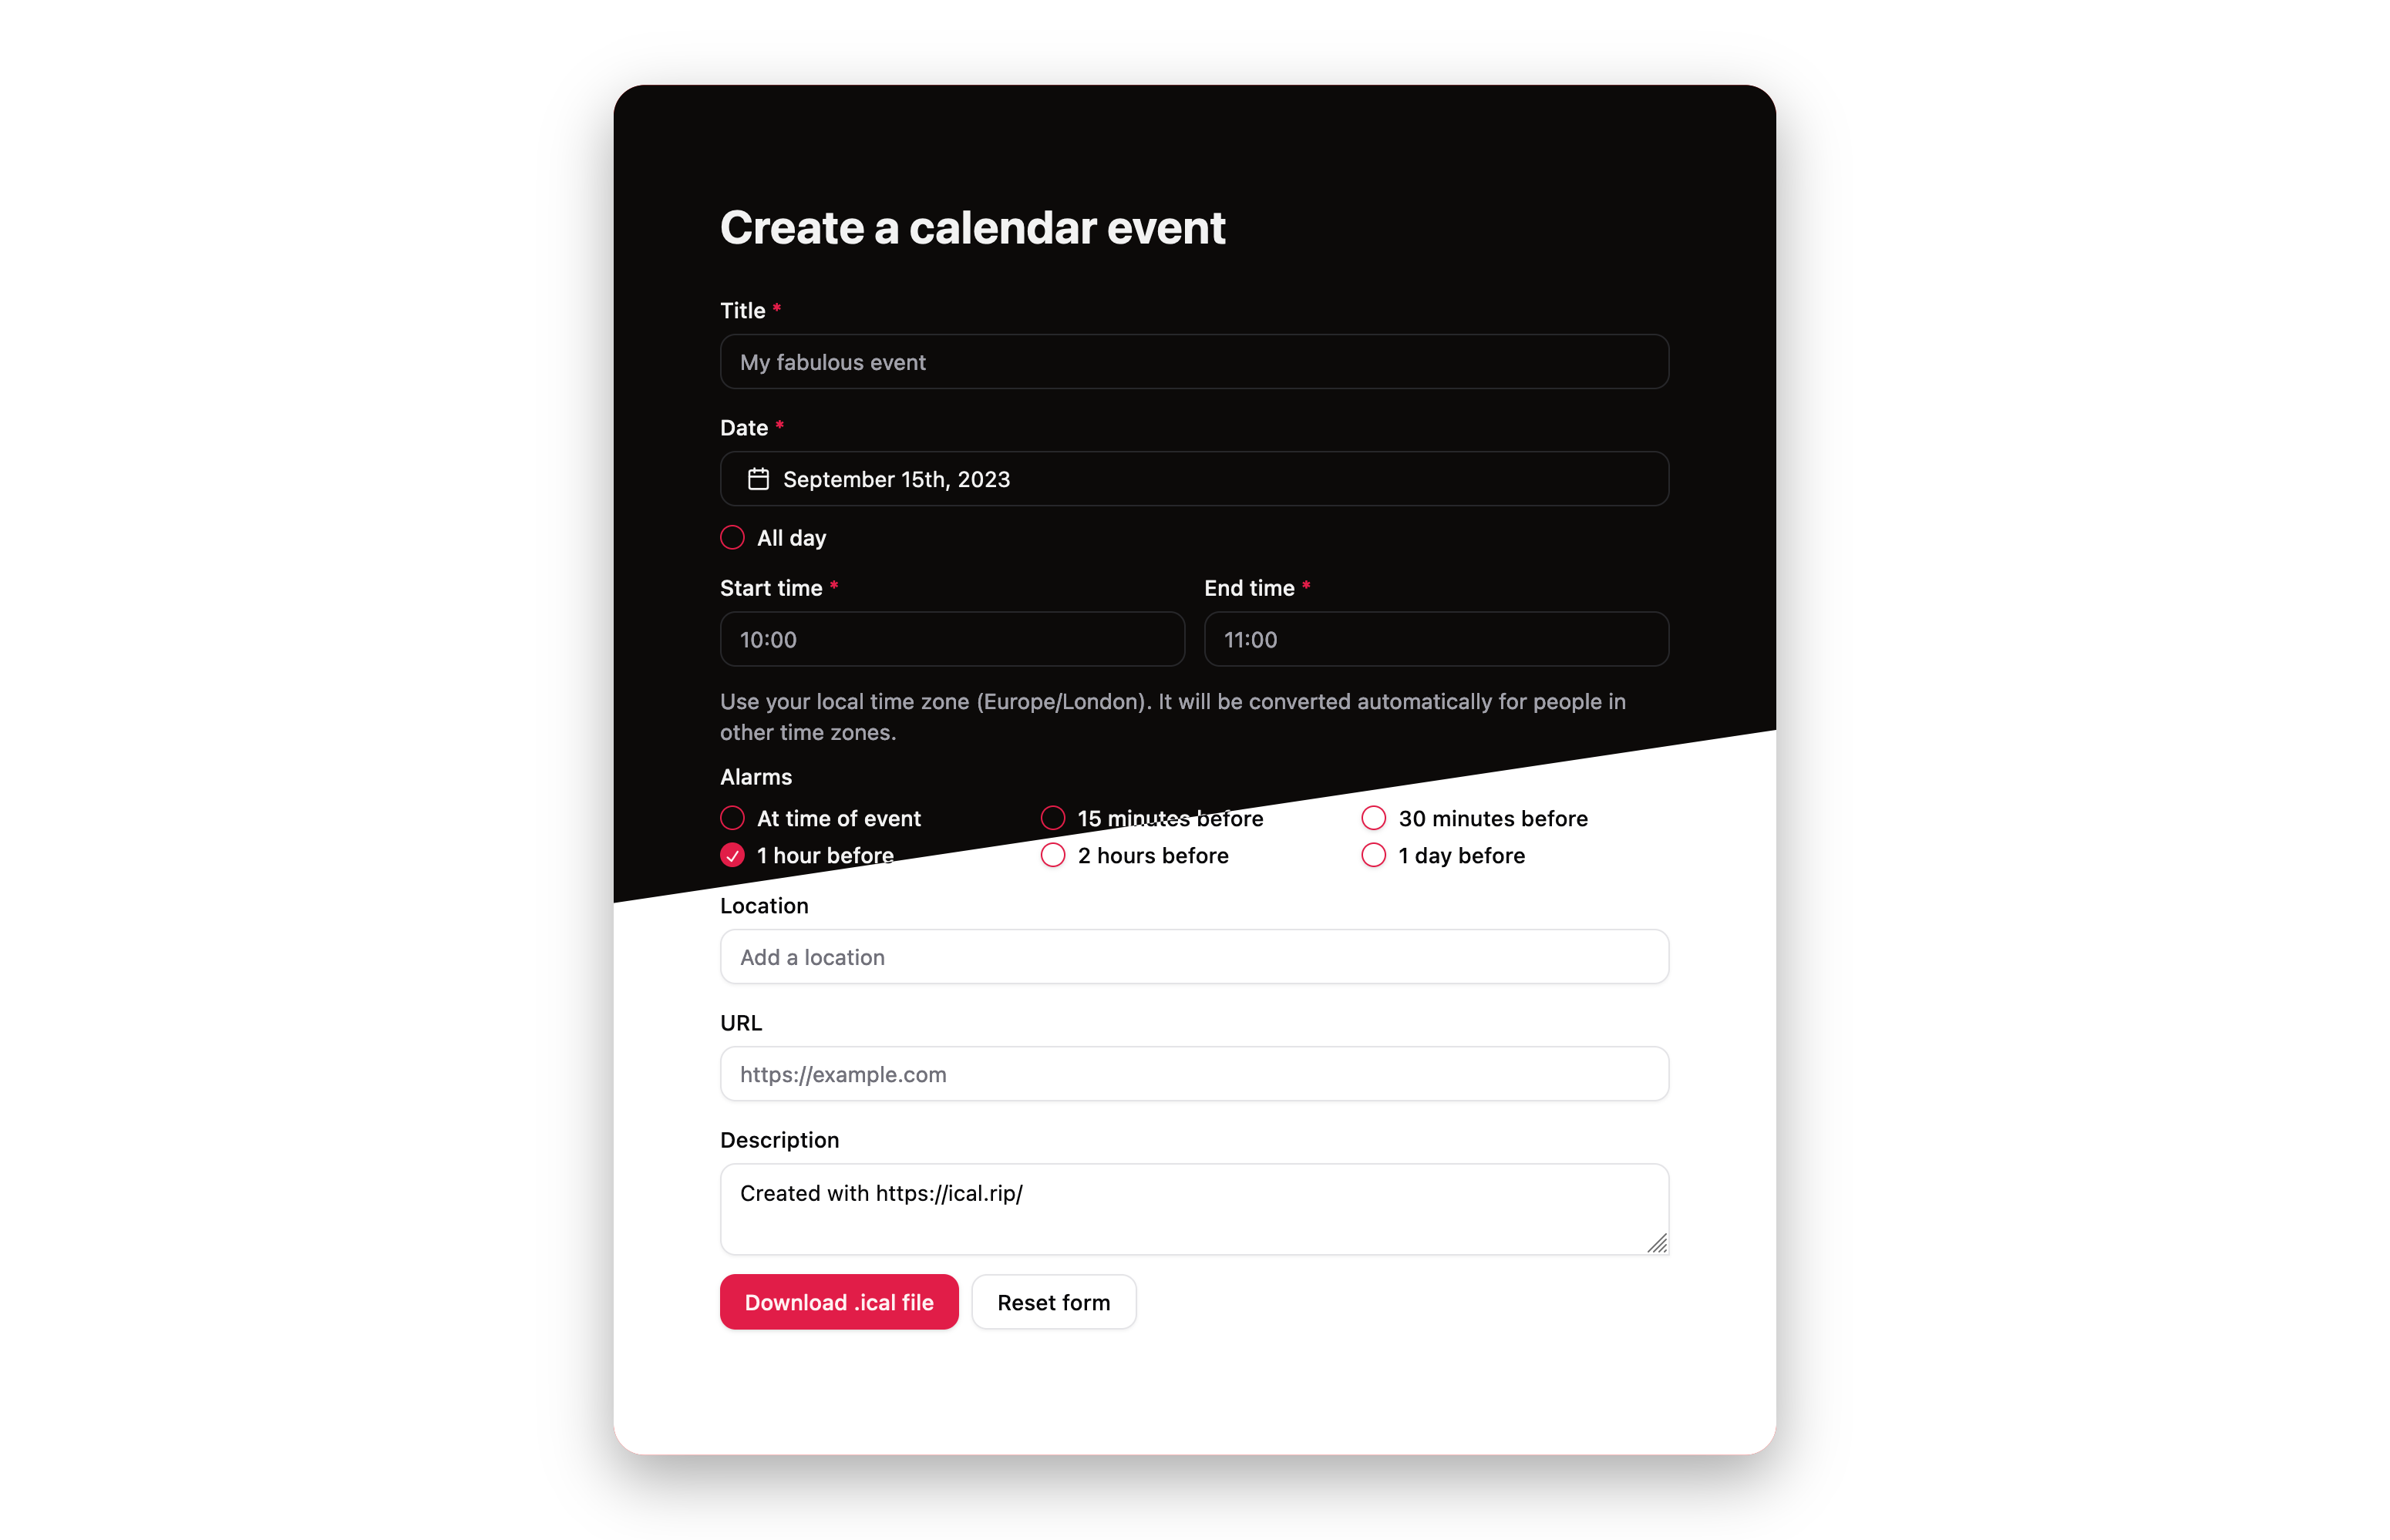 Create a calendar event
Title *
My fabulous event
Date *
September 15th, 2023
All day
Start time *
End time *
10:00
11:00
Use your local time zone (Europe/London). It will be converted automatically for people in
other time zones.
Alarms
At time of event
15 minutes before
30 minutes before
1 hour before
2 hours before
1 day before
Location
Add a location
URL
https://example.com
Description
Created with https://ical.rip/
Download .ical file
Reset form